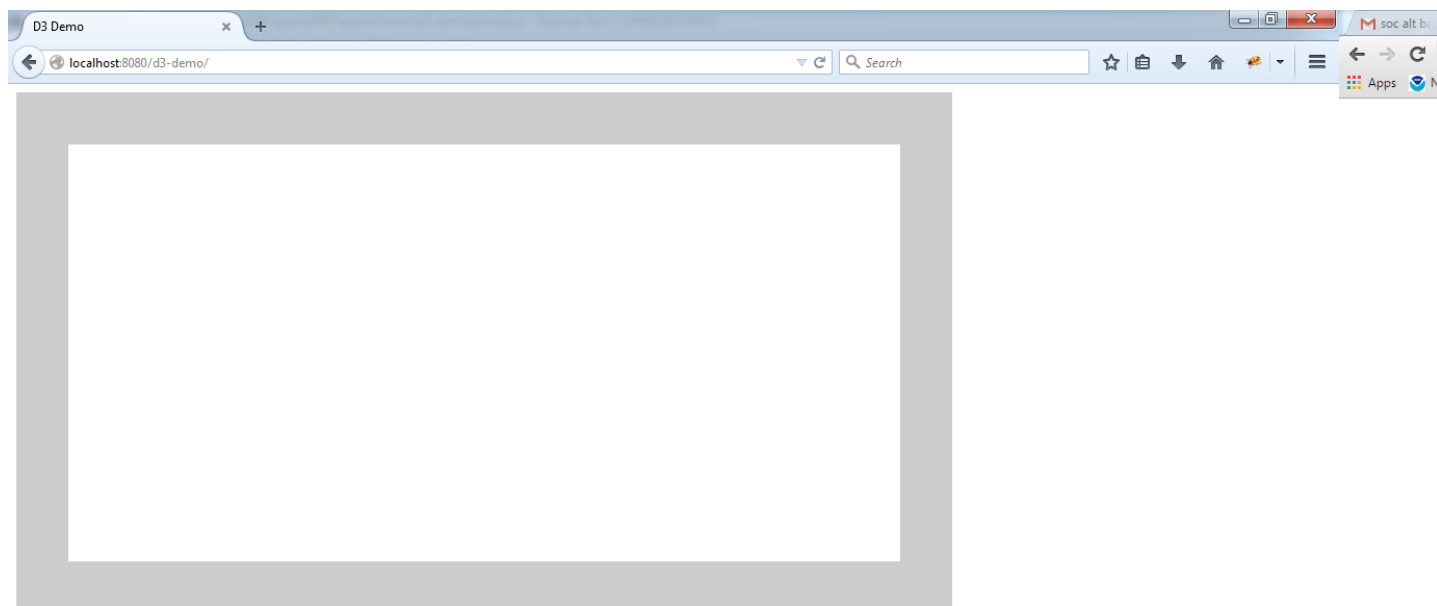 D3 Demo
soc alt b
localhost:8080/d3-demo/
Search
Apps
N